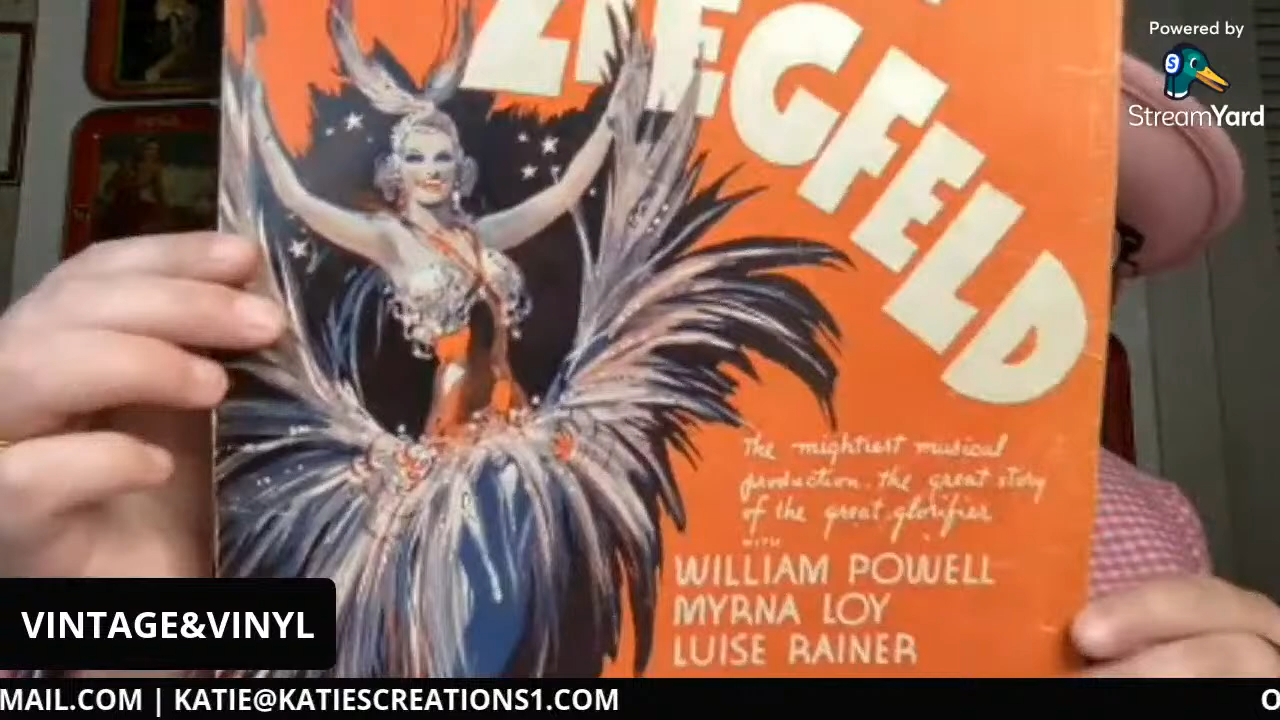 ZIEGFELD
The mightiest musical
production.the great story
of the great.glorifier
WITH
WILLIAM POWELL
MYRNA LOY
LUISE RAINER
Powered by
S
StreamYard
VINTAGE&VINYL
MAIL.COM | KATIE@KATIESCREATIONS1.COM